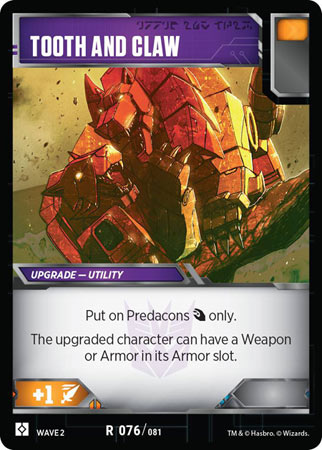 TOOTH AND CLAW
UPGRADE — UTILITY
Put on Predacons only.
The upgraded character can have a Weapon
or Armor in its Armor slot.
+1
WAVE 2
R 076/081
TM & © Hasbro. © Wizards.